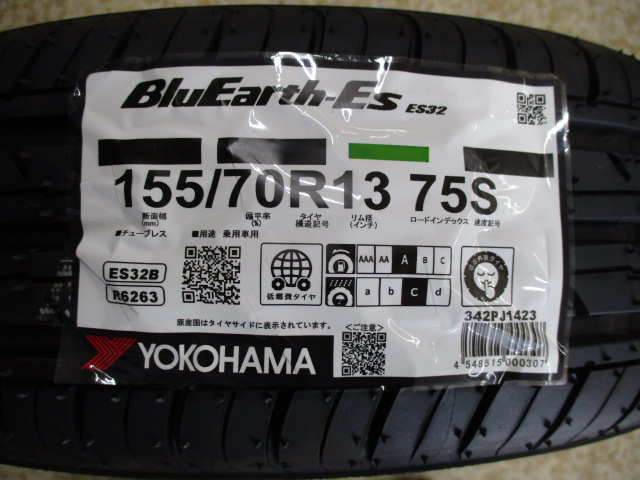 BluEarth-Es ES32
155/70R13 75S
断面幅(mm) 偏平率(%) タイヤ構造記号 リム径(インチ) ロードインデックス 速度記号
■チューブレス ■用途 乗用車用
ES32B
R6263
低燃費タイヤ
AAA AA A B C
a b c d
342PJ1423
原産国はタイヤサイドに表示しています。
<ご注意>
YOKOHAMA
4 548515 000307